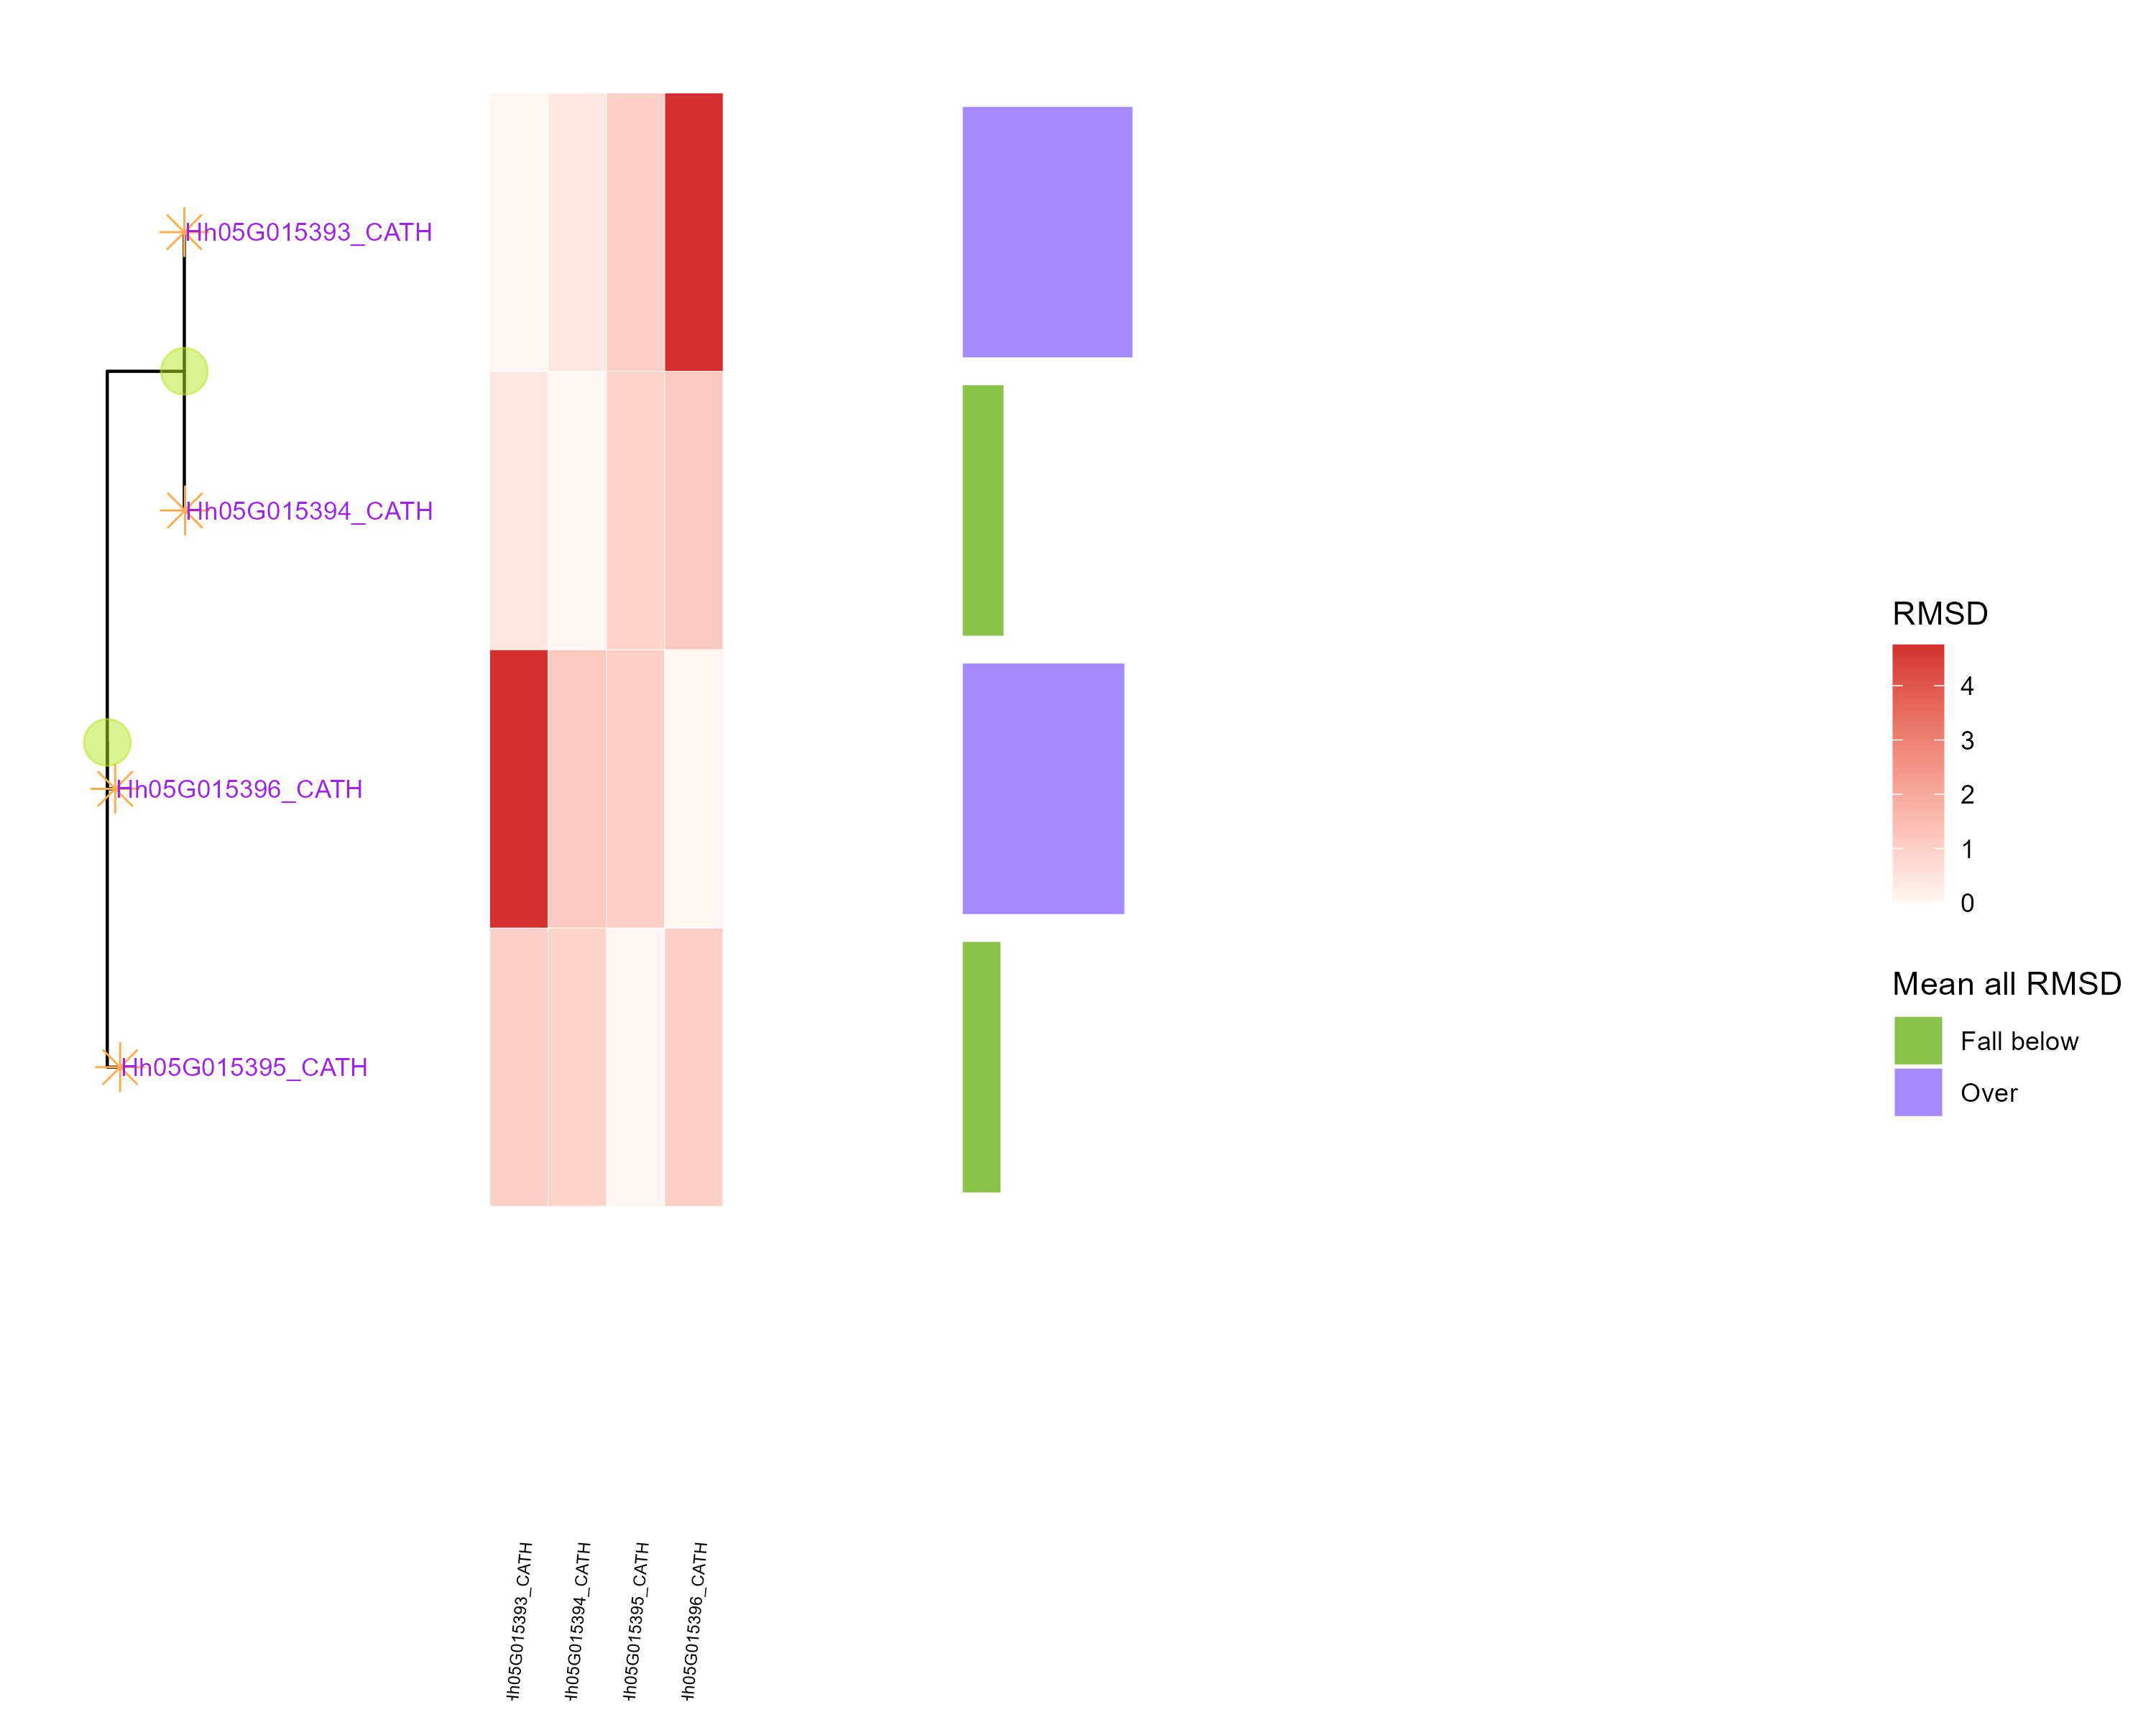 Hh05G015393_CATH
Hh05G015394_CATH
Hh05G015396_CATH
Hh05G015395_CATH
RMSD
4
3
2
1
0
Mean all RMSD
Fall below
Over
Hh05G015393_CATH
Hh05G015394_CATH
Hh05G015395_CATH
Hh05G015396_CATH